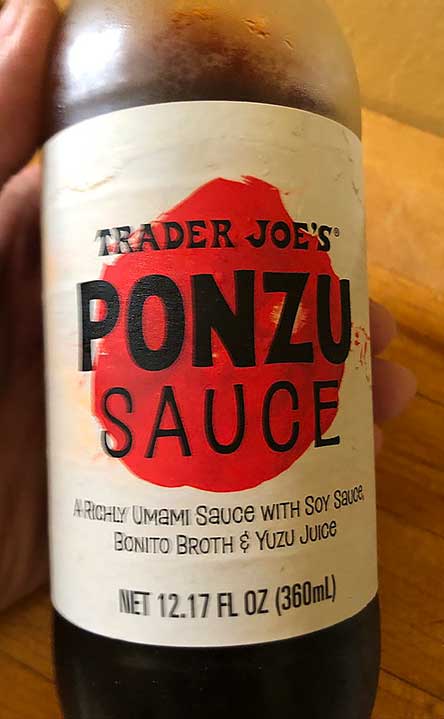 TRADER JOE'S®
PONZU
SAUCE
A Richly Umami Sauce with Soy Sauce,
Bonito Broth & Yuzu Juice
NET 12.17 FL OZ (360mL)